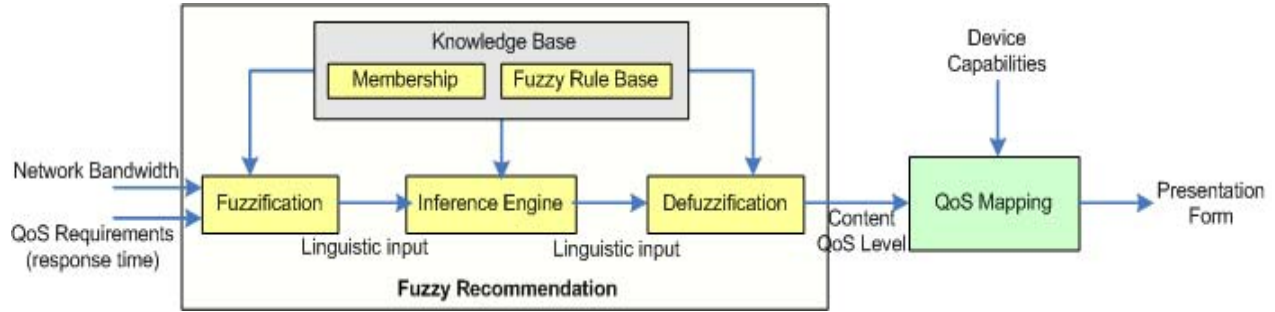 Knowledge Base
Membership
Fuzzy Rule Base
Device
Capabilities
Network Bandwidth
QoS Requirements
(response time)
Fuzzification
Linguistic input
Inference Engine
Linguistic input
Defuzzification
Content
QoS Level
QoS Mapping
Presentation
Form
Fuzzy Recommendation